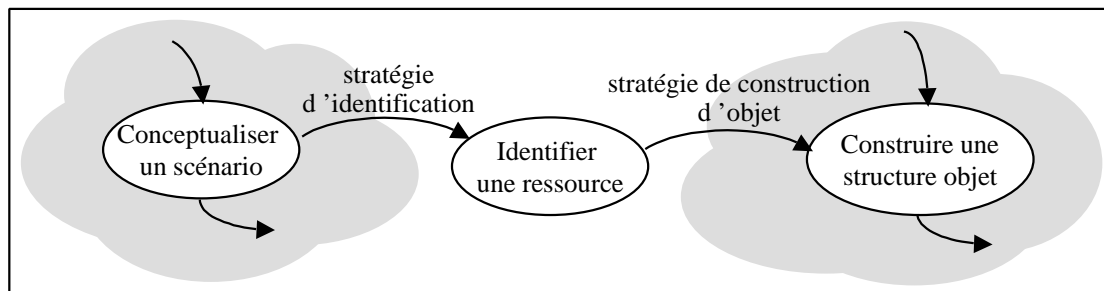 stratégie
d ’identification
stratégie de construction
d ’objet
Conceptualiser
un scénario
Identifier
une ressource
Construire une
structure objet